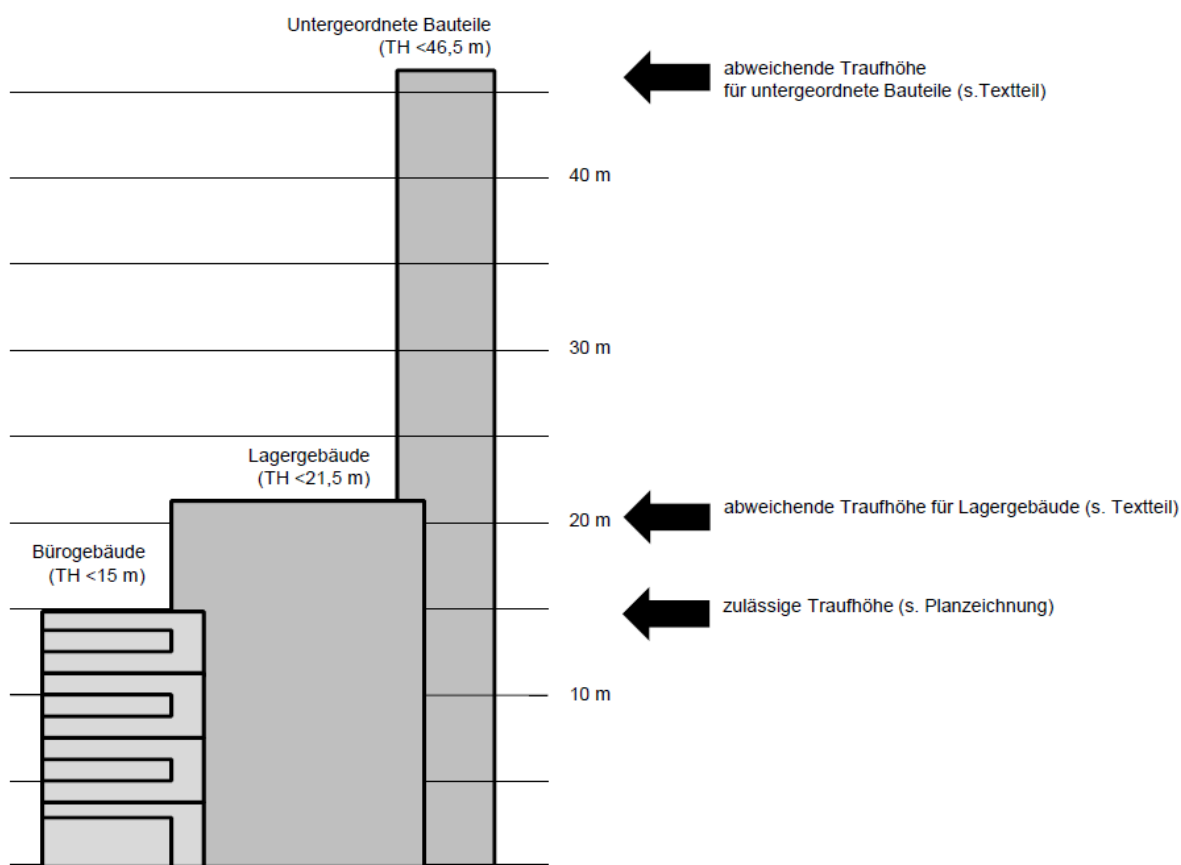 Untergeordnete Bauteile
(TH <46,5 m)
abweichende Traufhöhe
für untergeordnete Bauteile (s.Textteil)
40 m
30 m
Lagergebäude
(TH <21,5 m)
abweichende Traufhöhe für Lagergebäude (s. Textteil)
20 m
Bürogebäude
(TH <15 m)
zulässige Traufhöhe (s. Planzeichnung)
10 m